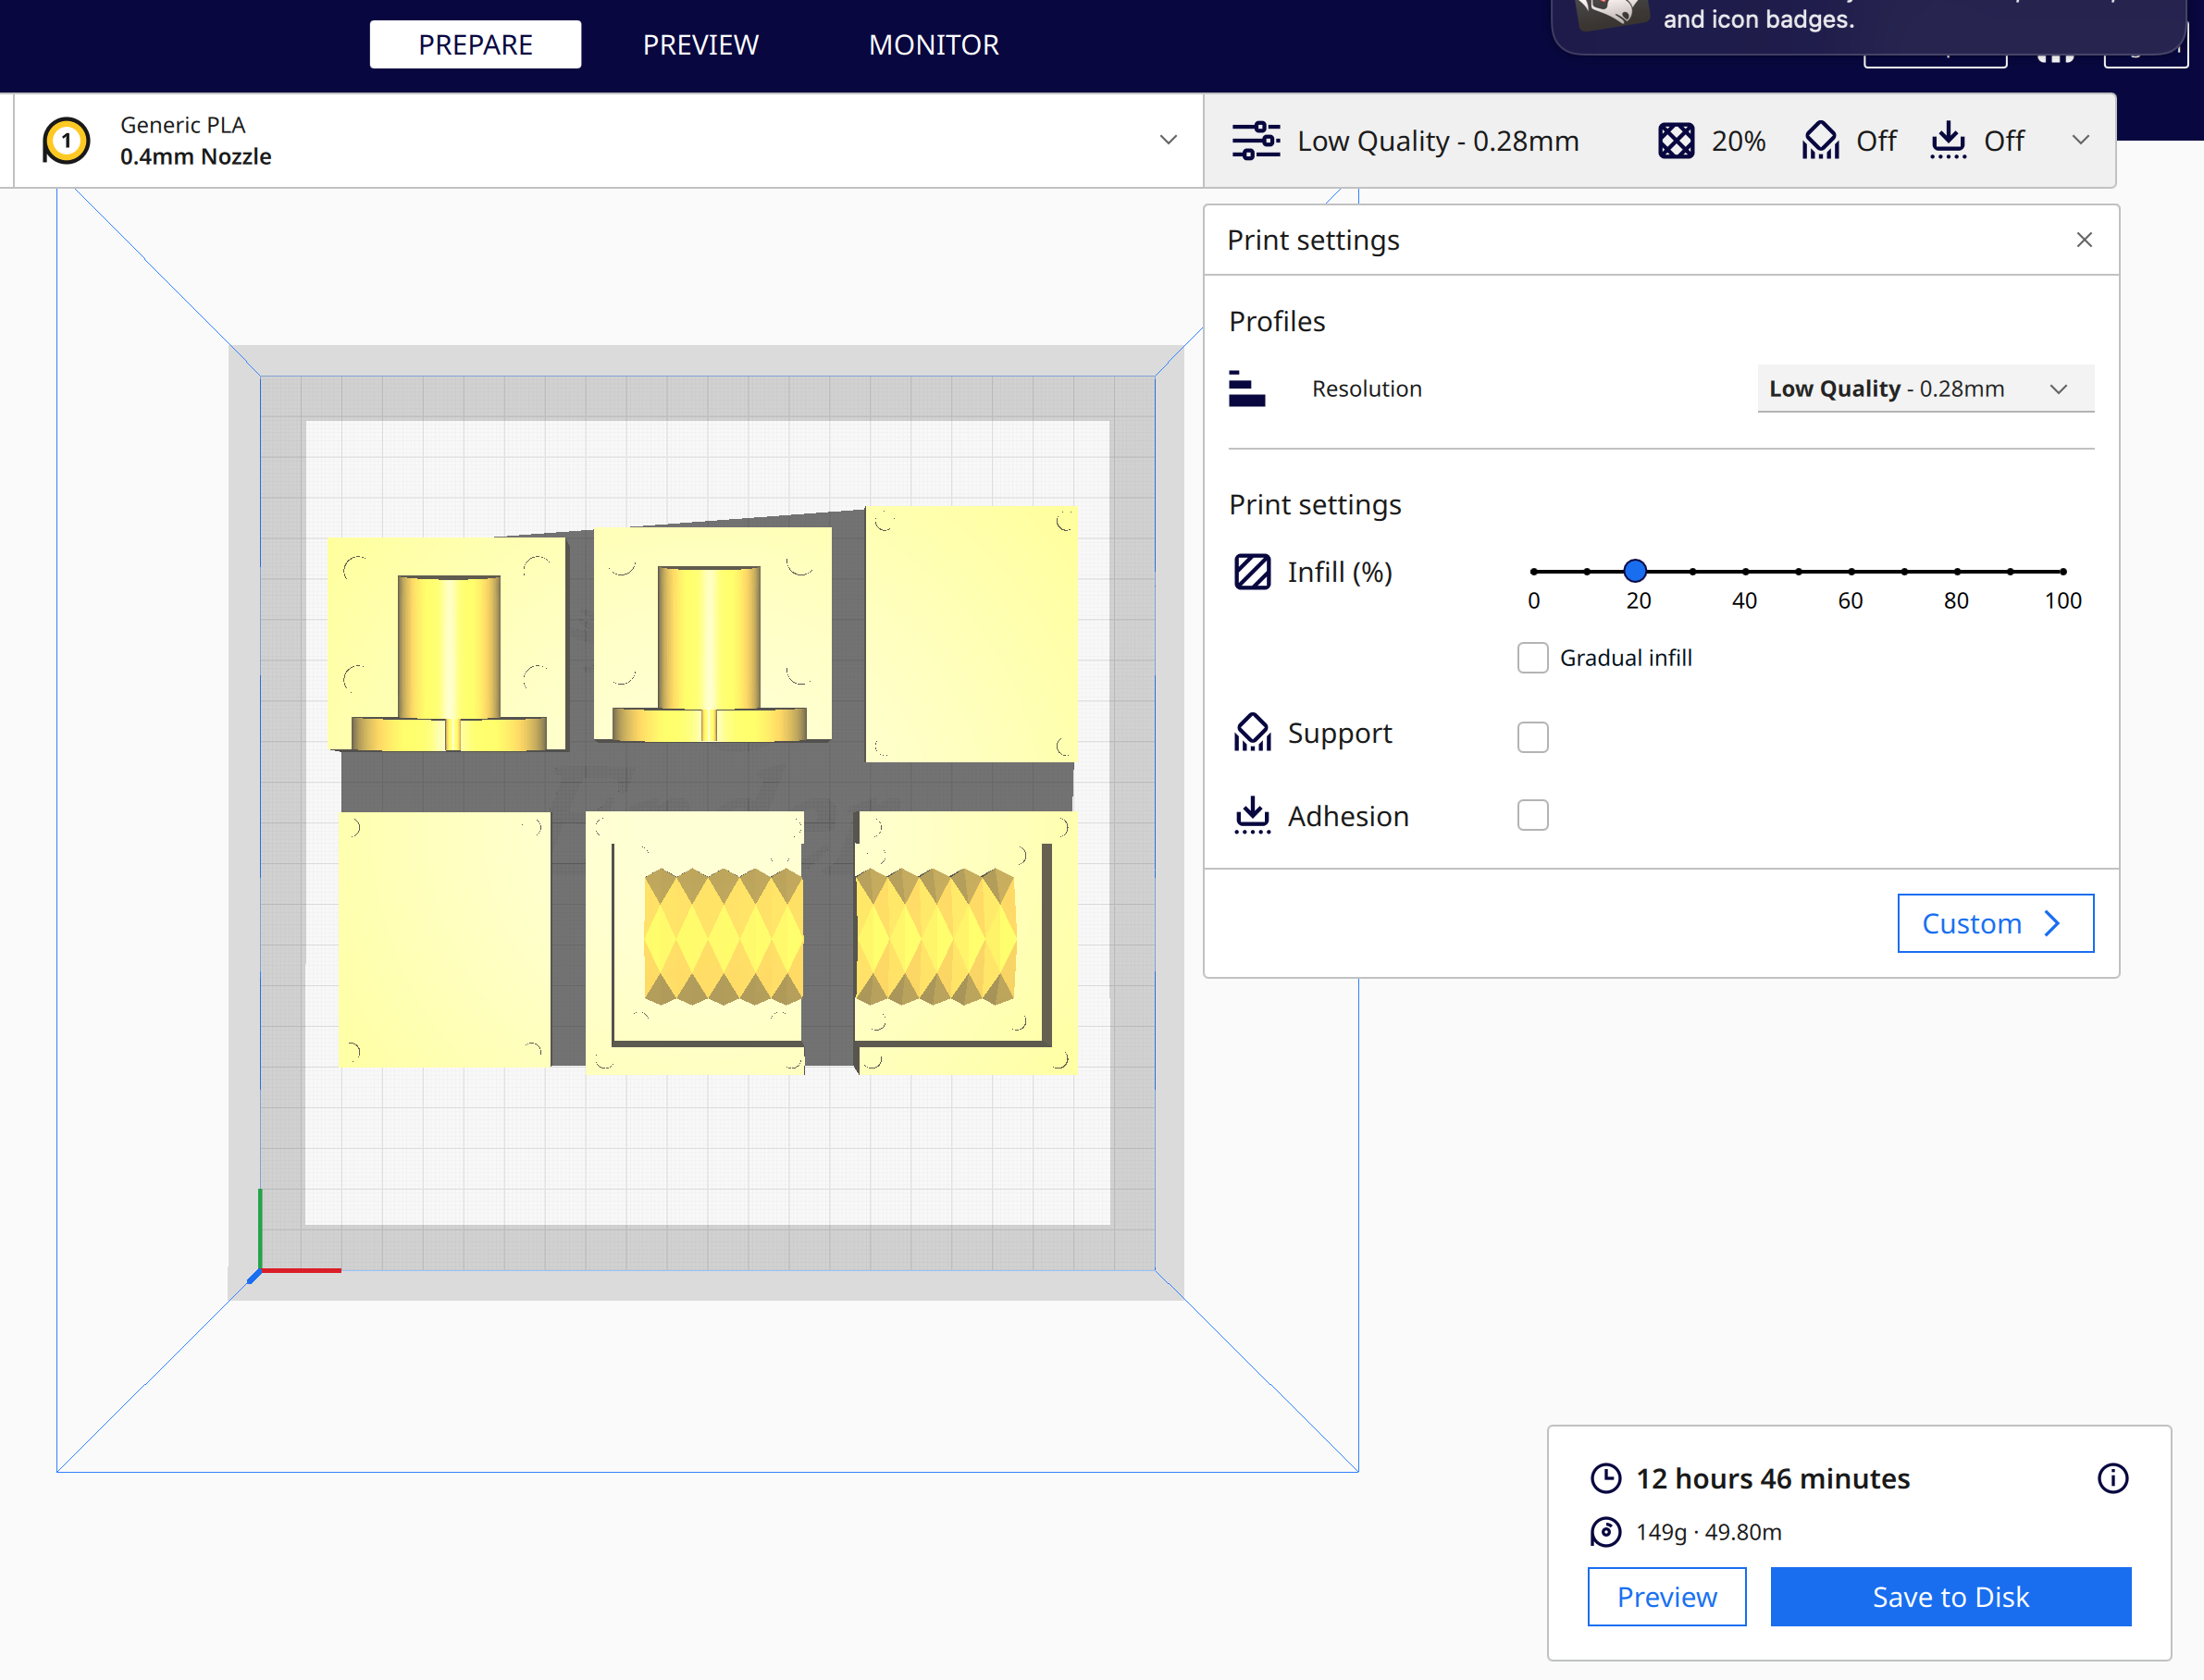 and icon badges.
PREPARE
PREVIEW
MONITOR
1
Generic PLA
0.4mm Nozzle
Low Quality - 0.28mm
20%
Off
Off
Print settings
Profiles
Resolution
Low Quality - 0.28mm
Print settings
Infill (%)
0 20 40 60 80 100
Gradual infill
Support
Adhesion
Custom
12 hours 46 minutes
149g · 49.80m
Preview
Save to Disk